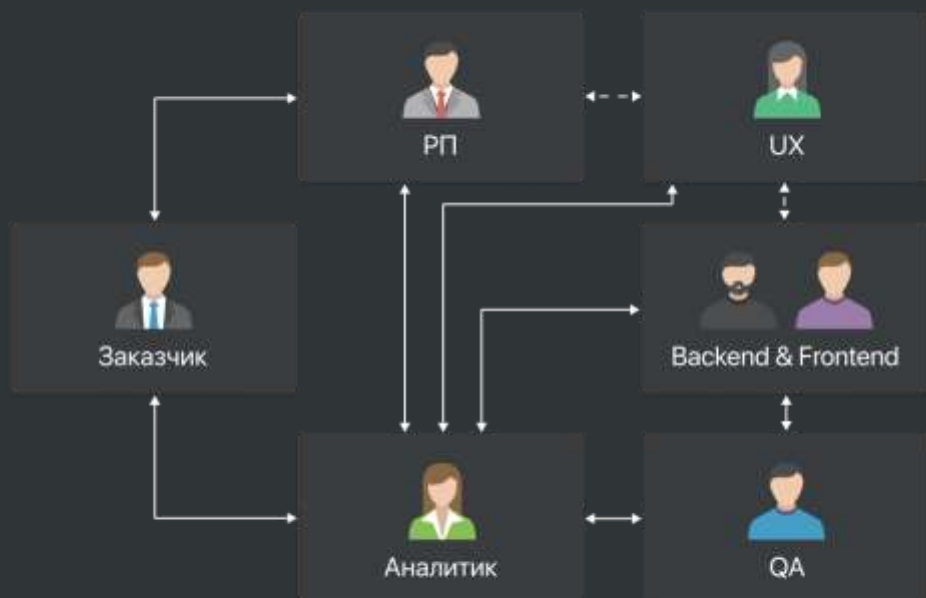 РП
UX
Заказчик
Backend & Frontend
Аналитик
QA